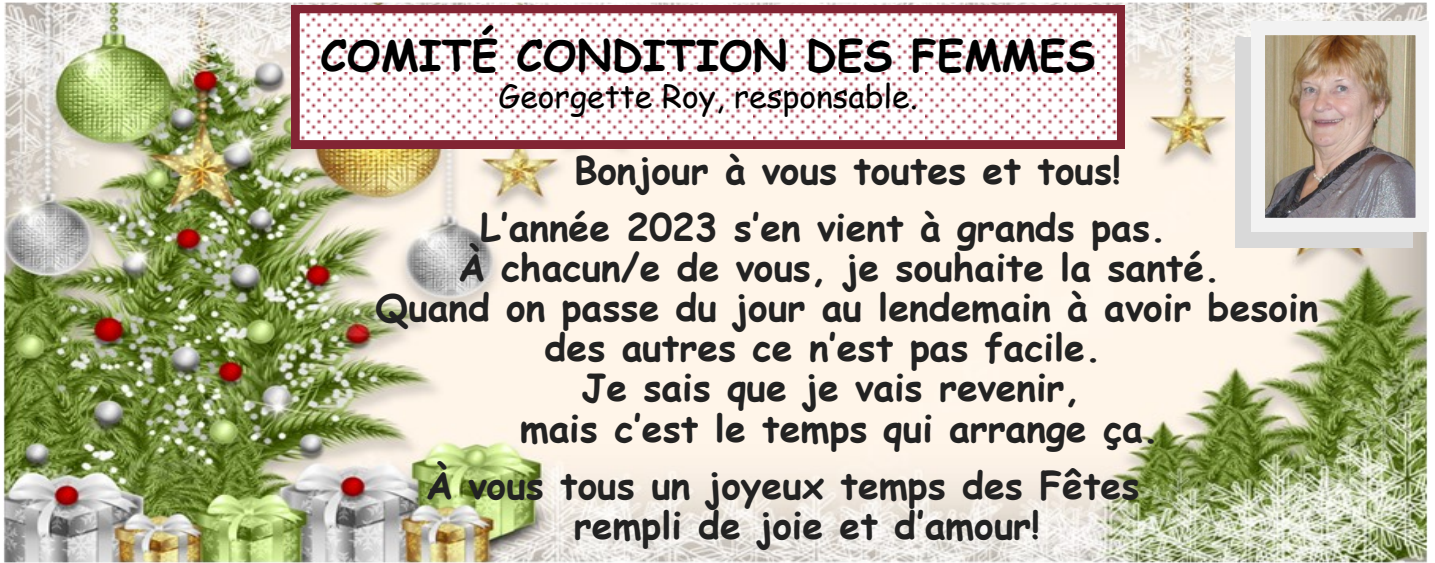 COMITÉ CONDITION DES FEMMES
Georgette Roy, responsable.
Bonjour à vous toutes et tous!
L'année 2023 s'en vient à grands pas.
À chacun/e de vous, je souhaite la santé.
Quand on passe du jour au lendemain à avoir besoin
des autres ce n'est pas facile.
Je sais que je vais revenir,
mais c'est le temps qui arrange ça.
À vous tous un joyeux temps des Fêtes
rempli de joie et d'amour!